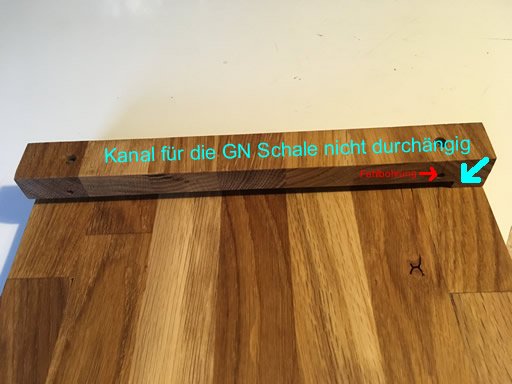 Kanal für die GN Schale nicht durchängig
Fehlbohrung